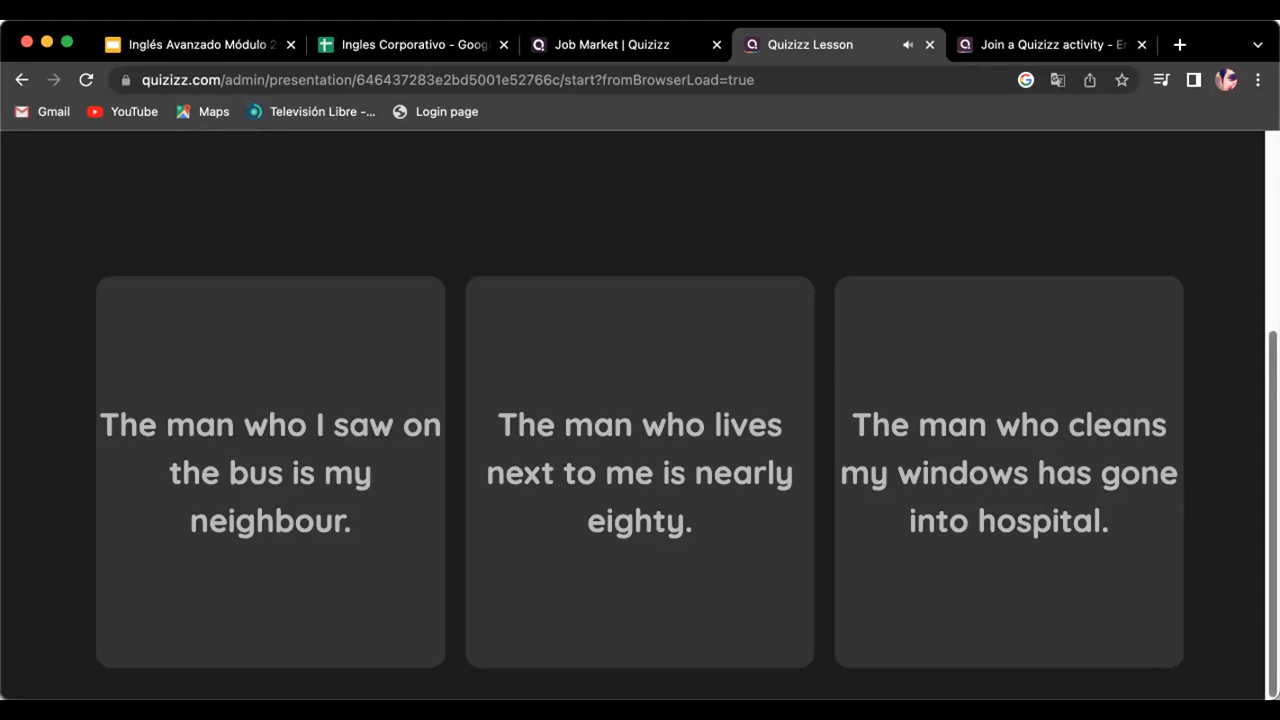 Inglés Avanzado Módulo 2
Ingles Corporativo - Goog
Job Market | Quizizz
Quizizz Lesson
Join a Quizizz activity - Er
quizizz.com/admin/presentation/646437283e2bd5001e52766c/start?fromBrowserLoad=true
Gmail
YouTube
Maps
Televisión Libre -...
Login page
The man who I saw on
the bus is my
neighbour.
The man who lives
next to me is nearly
eighty.
The man who cleans
my windows has gone
into hospital.